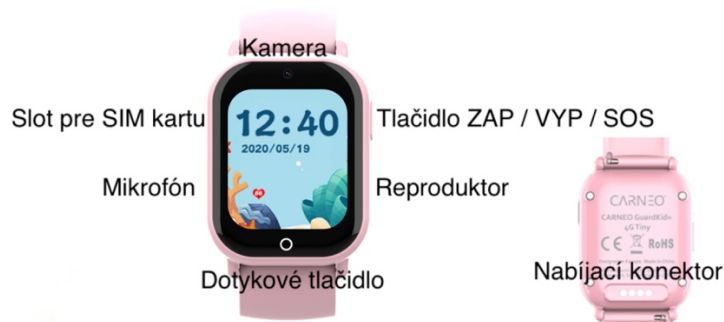 Kamera
Slot pre SIM kartu
12:40
Tlačidlo ZAP / VYP / SOS
2020/05/19
Mikrofón
Reproduktor
Dotykové tlačidlo
CARNEO
CARNEO GuardKid+
4G Tiny
CE RoHS
Nabíjací konektor